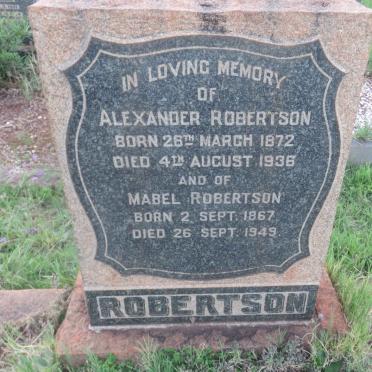 IN LOVING MEMORY
OF
ALEXANDER ROBERTSON
BORN 26TH MARCH 1872
DIED 4TH AUGUST 1936
AND OF
MABEL ROBERTSON
BORN 2 SEPT. 1867
DIED 26 SEPT. 1949.
ROBERTSON